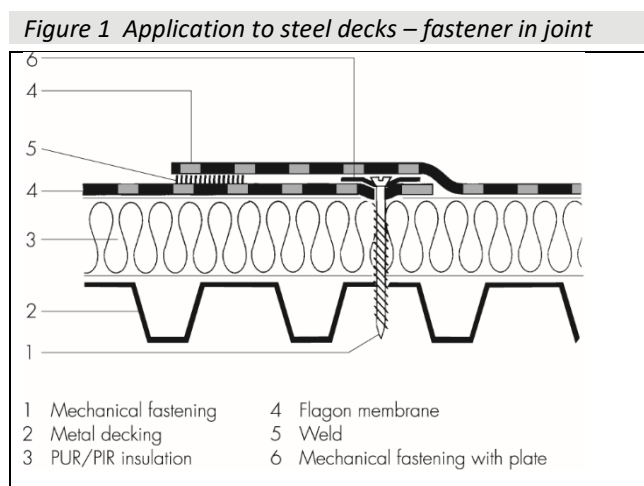 Figure 1 Application to steel decks – fastener in joint
6
4
5
4
3
2
1
1 Mechanical fastening
2 Metal decking
3 PUR/PIR insulation
4 Flagon membrane
5 Weld
6 Mechanical fastening with plate